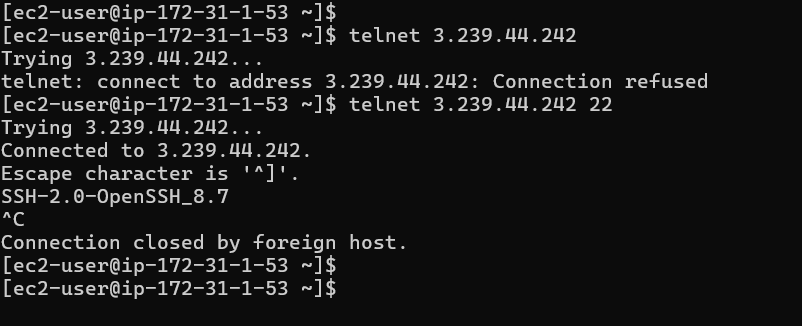 [ec2-user@ip-172-31-1-53 ~]$
[ec2-user@ip-172-31-1-53 ~]$ telnet 3.239.44.242
Trying 3.239.44.242...
telnet: connect to address 3.239.44.242: Connection refused
[ec2-user@ip-172-31-1-53 ~]$ telnet 3.239.44.242 22
Trying 3.239.44.242...
Connected to 3.239.44.242.
Escape character is '^]'.
SSH-2.0-OpenSSH_8.7
^C
Connection closed by foreign host.
[ec2-user@ip-172-31-1-53 ~]$
[ec2-user@ip-172-31-1-53 ~]$